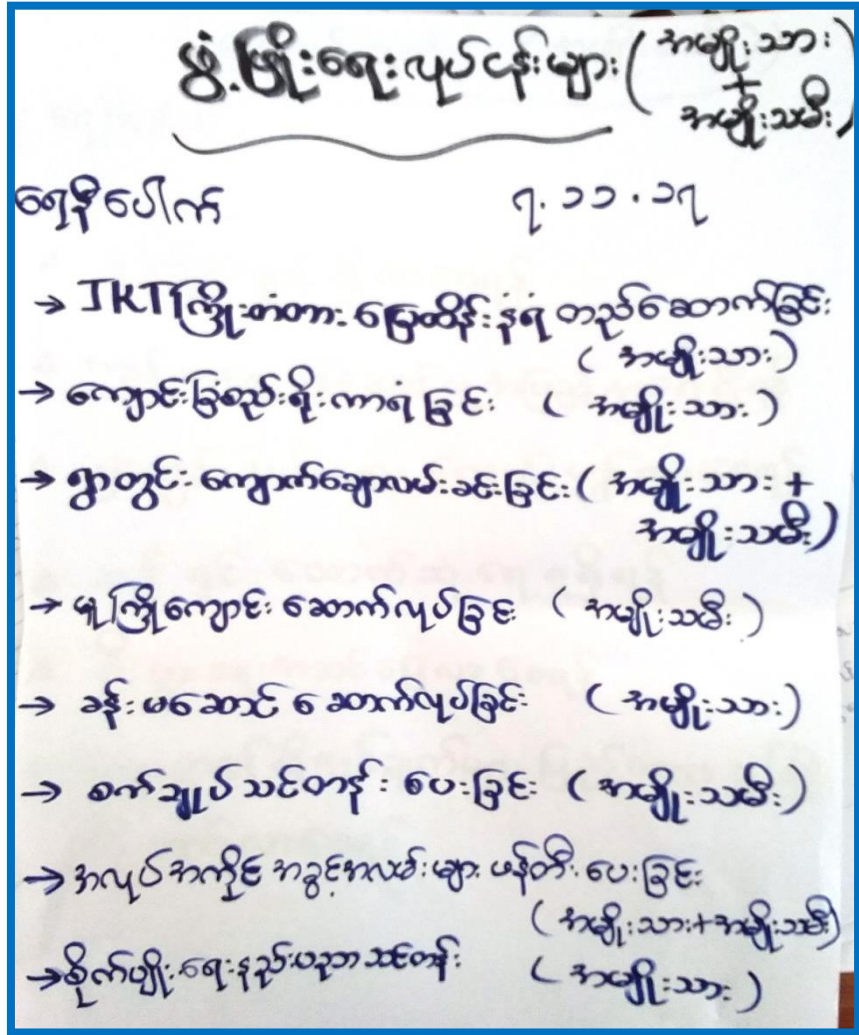 ဖွံ့ဖြိုးရေးလုပ်ငန်းများ (အမျိုးသား
+
အမျိုးသမီး)
ရေနီပေါက် ၇.၁၁.၁၇
→ JKTကြိုးတံတား မြေထိန်းနံရံ တည်ဆောက်ခြင်း
(အမျိုးသား)
→ ကျောင်းခြံစည်းရိုးကာရံခြင်း (အမျိုးသား)
→ ရွာတွင်းကျောက်ချောလမ်းခင်းခြင်း (အမျိုးသား +
အမျိုးသမီး)
→ မူကြိုကျောင်း ဆောက်လုပ်ခြင်း (အမျိုးသမီး)
→ ခန်းမဆောင် ဆောက်လုပ်ခြင်း (အမျိုးသား)
→ စက်ချုပ်သင်တန်းပေးခြင်း (အမျိုးသမီး)
→ အလုပ်အကိုင်အခွင့်အလမ်းများ ဖန်တီးပေးခြင်း
(အမျိုးသား+အမျိုးသမီး)
→ စိုက်ပျိုးရေးနည်းပညာသင်တန်း (အမျိုးသား)